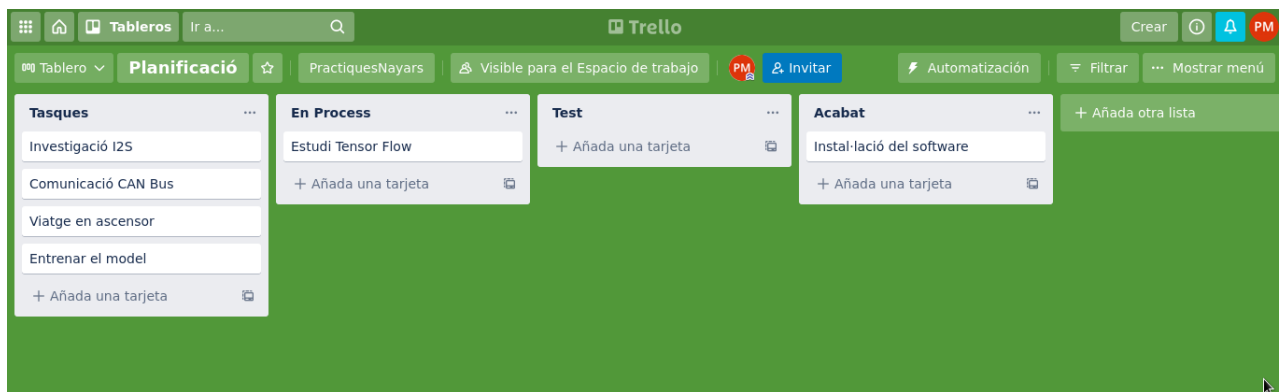 Tableros Ir a... Trello Crear PM
Tablero Planificació PractiquesNayars Visible para el Espacio de trabajo PM Invitar Automatización Filtrar ... Mostrar menú
Tasques ...
Investigació I2S
Comunicació CAN Bus
Viatge en ascensor
Entrenar el model
+ Añada una tarjeta
En Process ...
Estudi Tensor Flow
+ Añada una tarjeta
Test ...
+ Añada una tarjeta
Acabat ...
Instal·lació del software
+ Añada una tarjeta
+ Añada otra lista